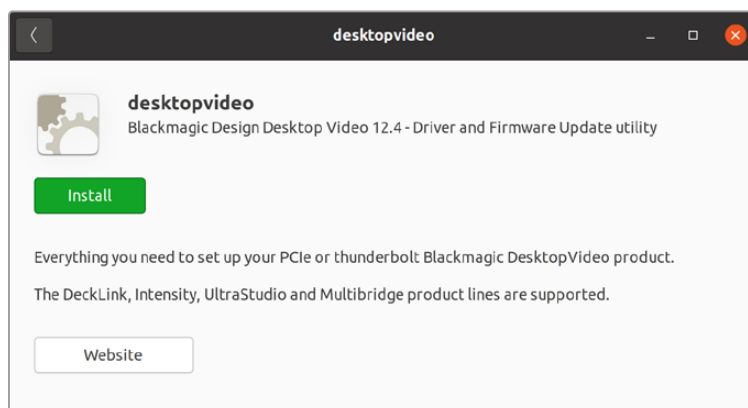 desktopvideo
desktopvideo
Blackmagic Design Desktop Video 12.4 - Driver and Firmware Update utility
Install
Everything you need to set up your PCIe or thunderbolt Blackmagic DesktopVideo product.
The DeckLink, Intensity, UltraStudio and Multibridge product lines are supported.
Website